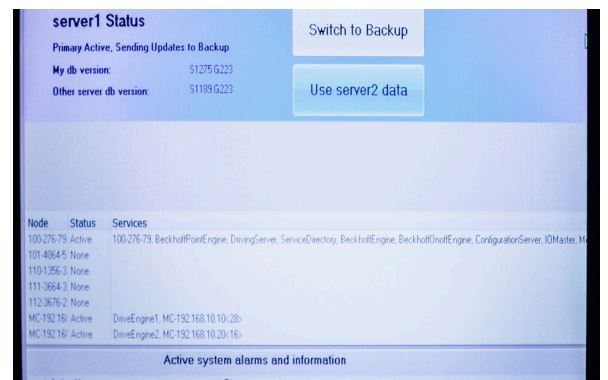 server1 Status
Switch to Backup
Primary Active, Sending Updates to Backup
My db version: S1275 G223
Other server db version: S1189 G223
Use server2 data
Node Status Services
100-276-79 Active 100-276-79, BeckhoffPointEngine, DrivingServer, ServiceDirectory, BeckhoffEngine, BeckhoffOnoffEngine, ConfigurationServer, IOMaster, M
101-4064-5 None
110-1356-3 None
111-3664-3 None
112-3676-2 None
MC-192.16 Active DriveEngine1, MC-192.168.10.10<28>
MC-192.16 Active DriveEngine2, MC-192.168.10.20<16>
Active system alarms and information